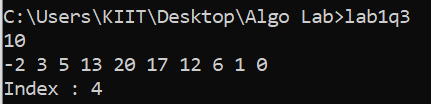 C:\Users\KIIT\Desktop\Algo Lab>lab1q3
10
-2 3 5 13 20 17 12 6 1 0
Index : 4